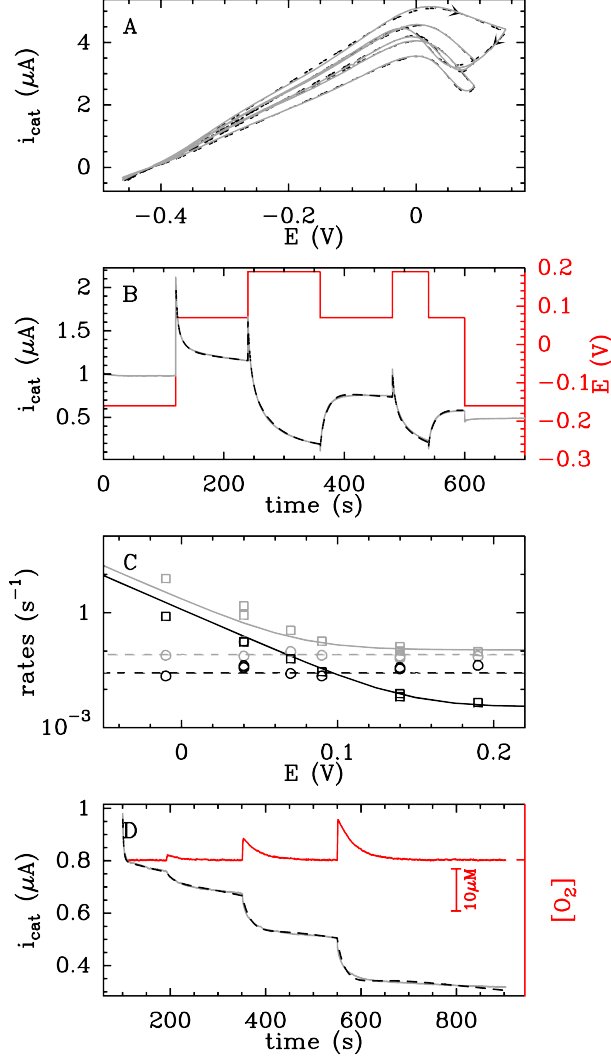 A
4
2
0
i_cat (μA)
−0.4
−0.2
0
E (V)
B
2
1.5
1
0.5
i_cat (μA)
0.2
0.1
0
−0.1
−0.2
−0.3
E (V)
0
200
400
600
time (s)
C
1
10⁻³
rates (s⁻¹)
0
0.1
0.2
E (V)
D
1
0.8
0.6
0.4
i_cat (μA)
10μM
[O₂]
200
400
600
800
time (s)